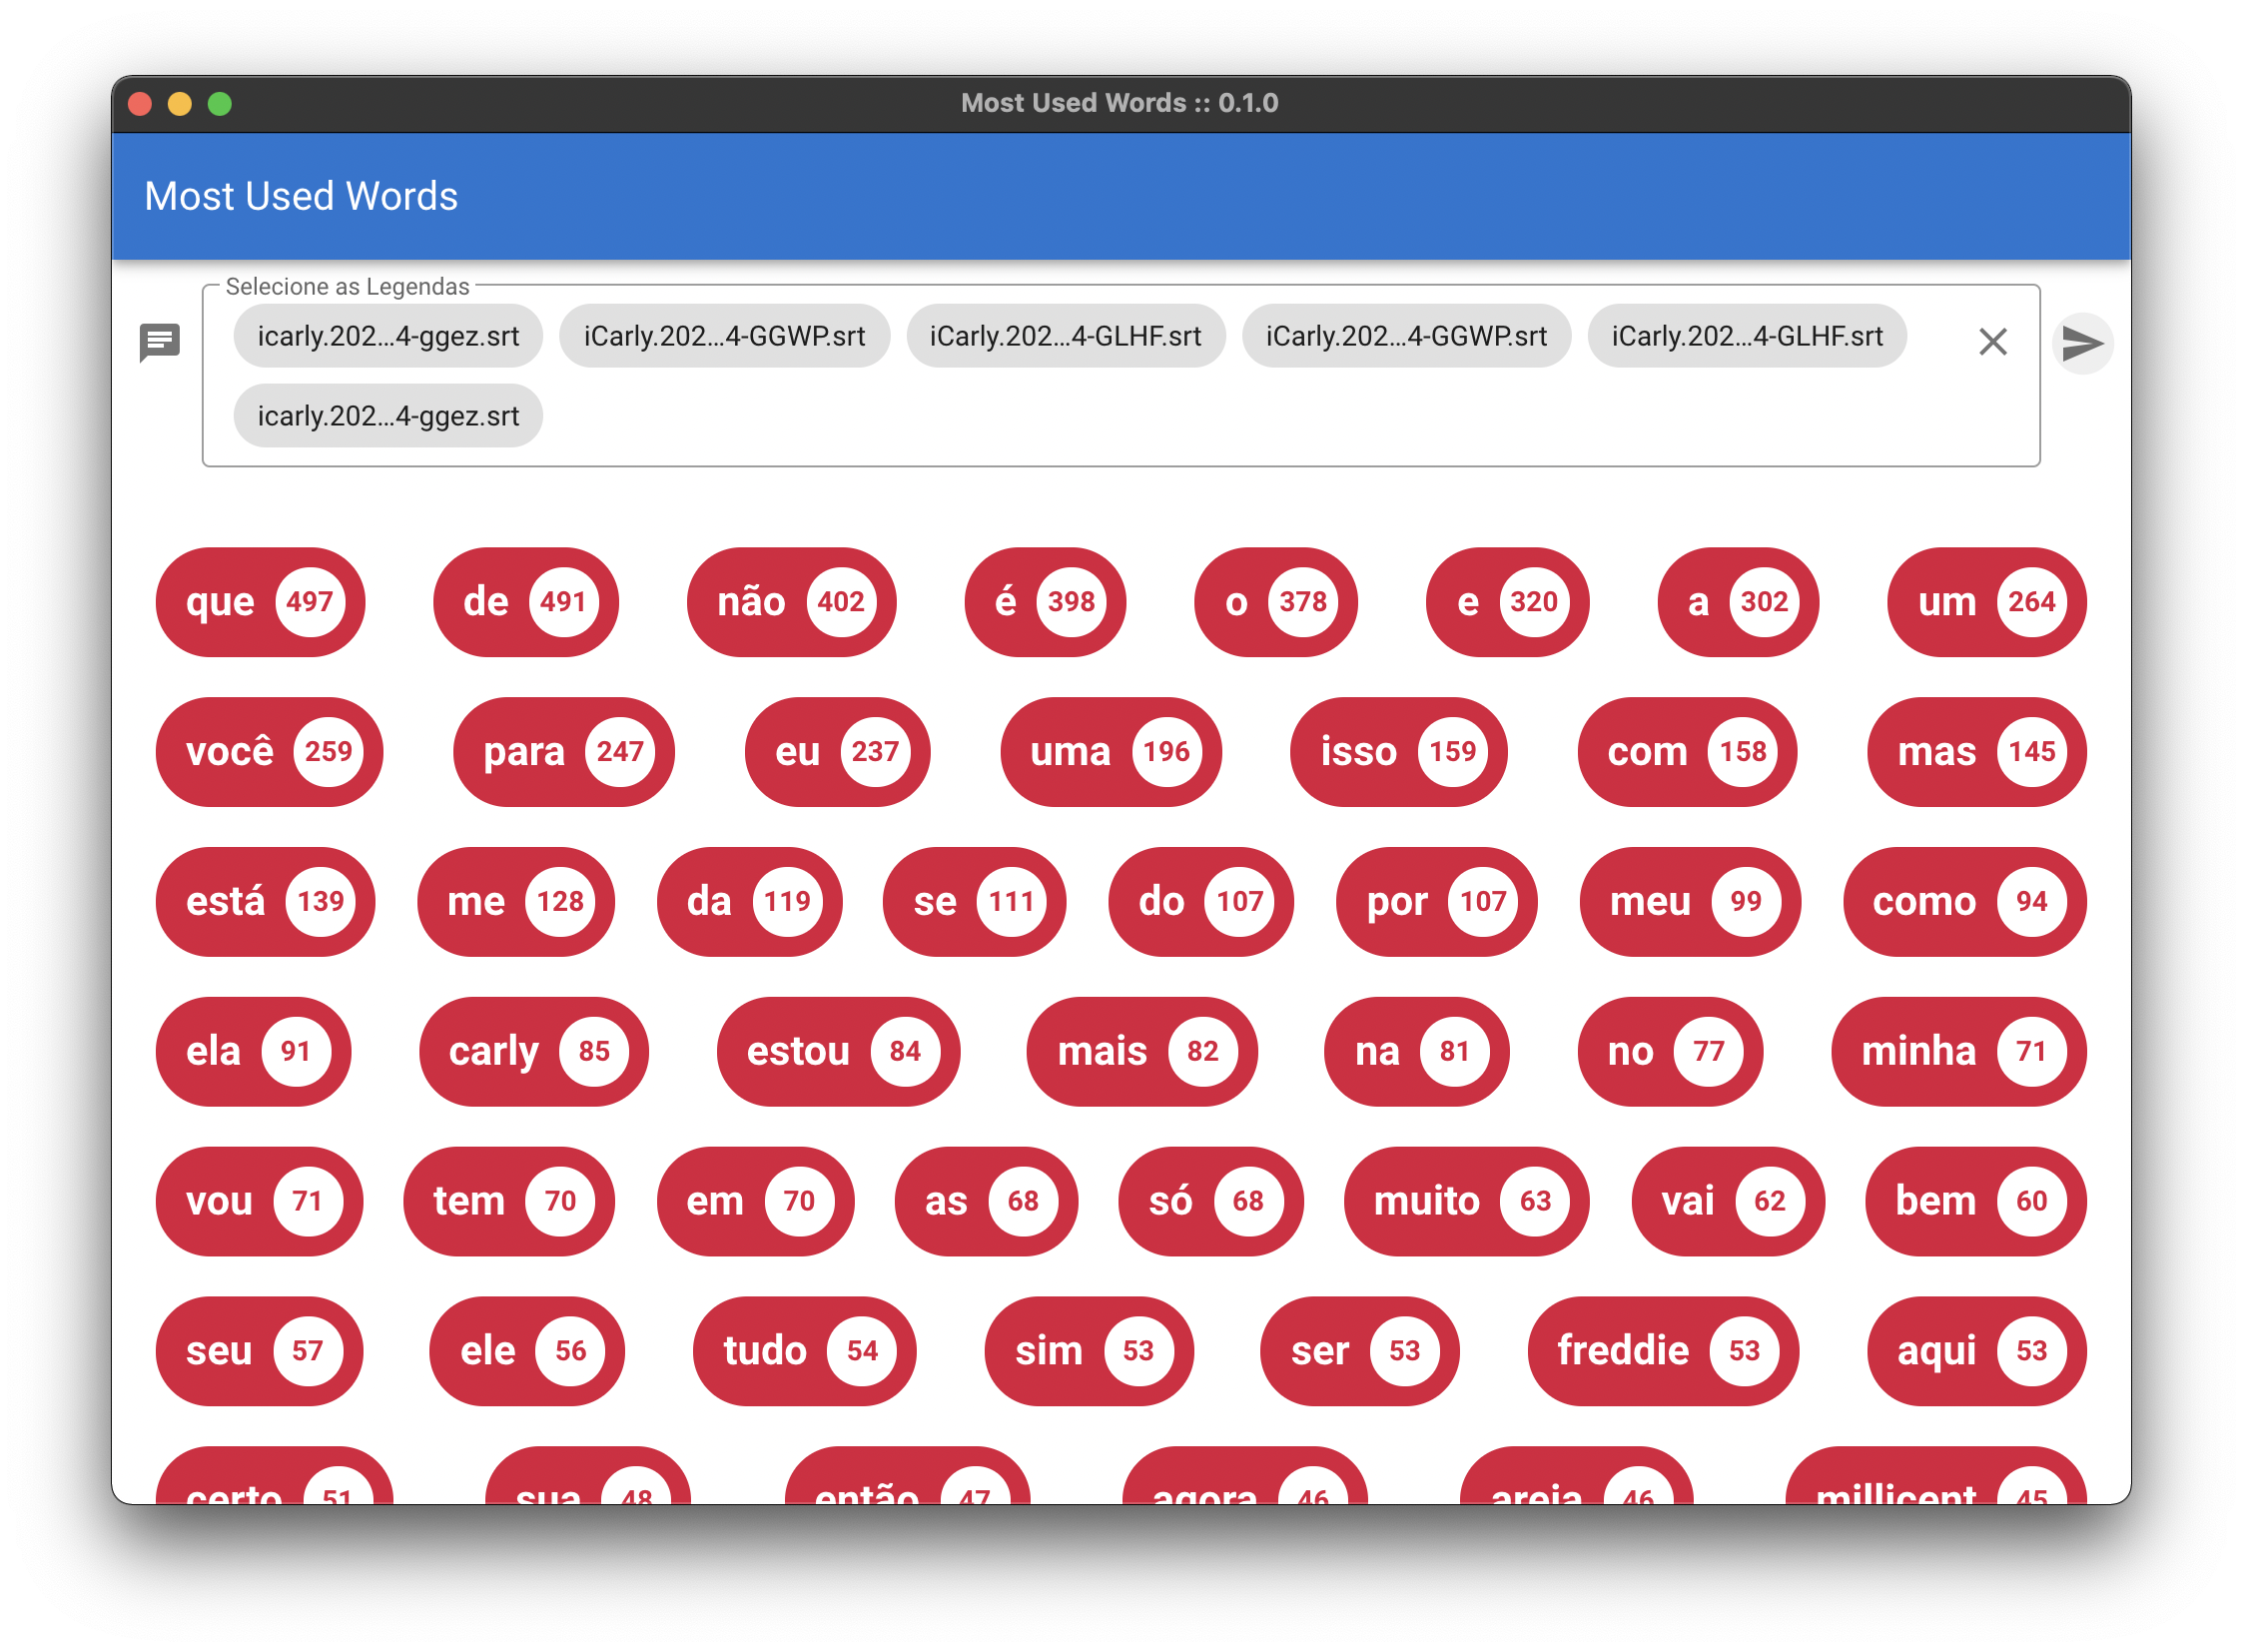 Most Used Words :: 0.1.0
Most Used Words
Selecione as Legendas
icarly.202...4-ggez.srt iCarly.202...4-GGWP.srt iCarly.202...4-GLHF.srt iCarly.202...4-GGWP.srt iCarly.202...4-GLHF.srt
icarly.202...4-ggez.srt
que 497 de 491 não 402 é 398 o 378 e 320 a 302 um 264
você 259 para 247 eu 237 uma 196 isso 159 com 158 mas 145
está 139 me 128 da 119 se 111 do 107 por 107 meu 99 como 94
ela 91 carly 85 estou 84 mais 82 na 81 no 77 minha 71
vou 71 tem 70 em 70 as 68 só 68 muito 63 vai 62 bem 60
seu 57 ele 56 tudo 54 sim 53 ser 53 freddie 53 aqui 53
certo 51 sua 48 então 47 agora 46 areia 46 millicent 45